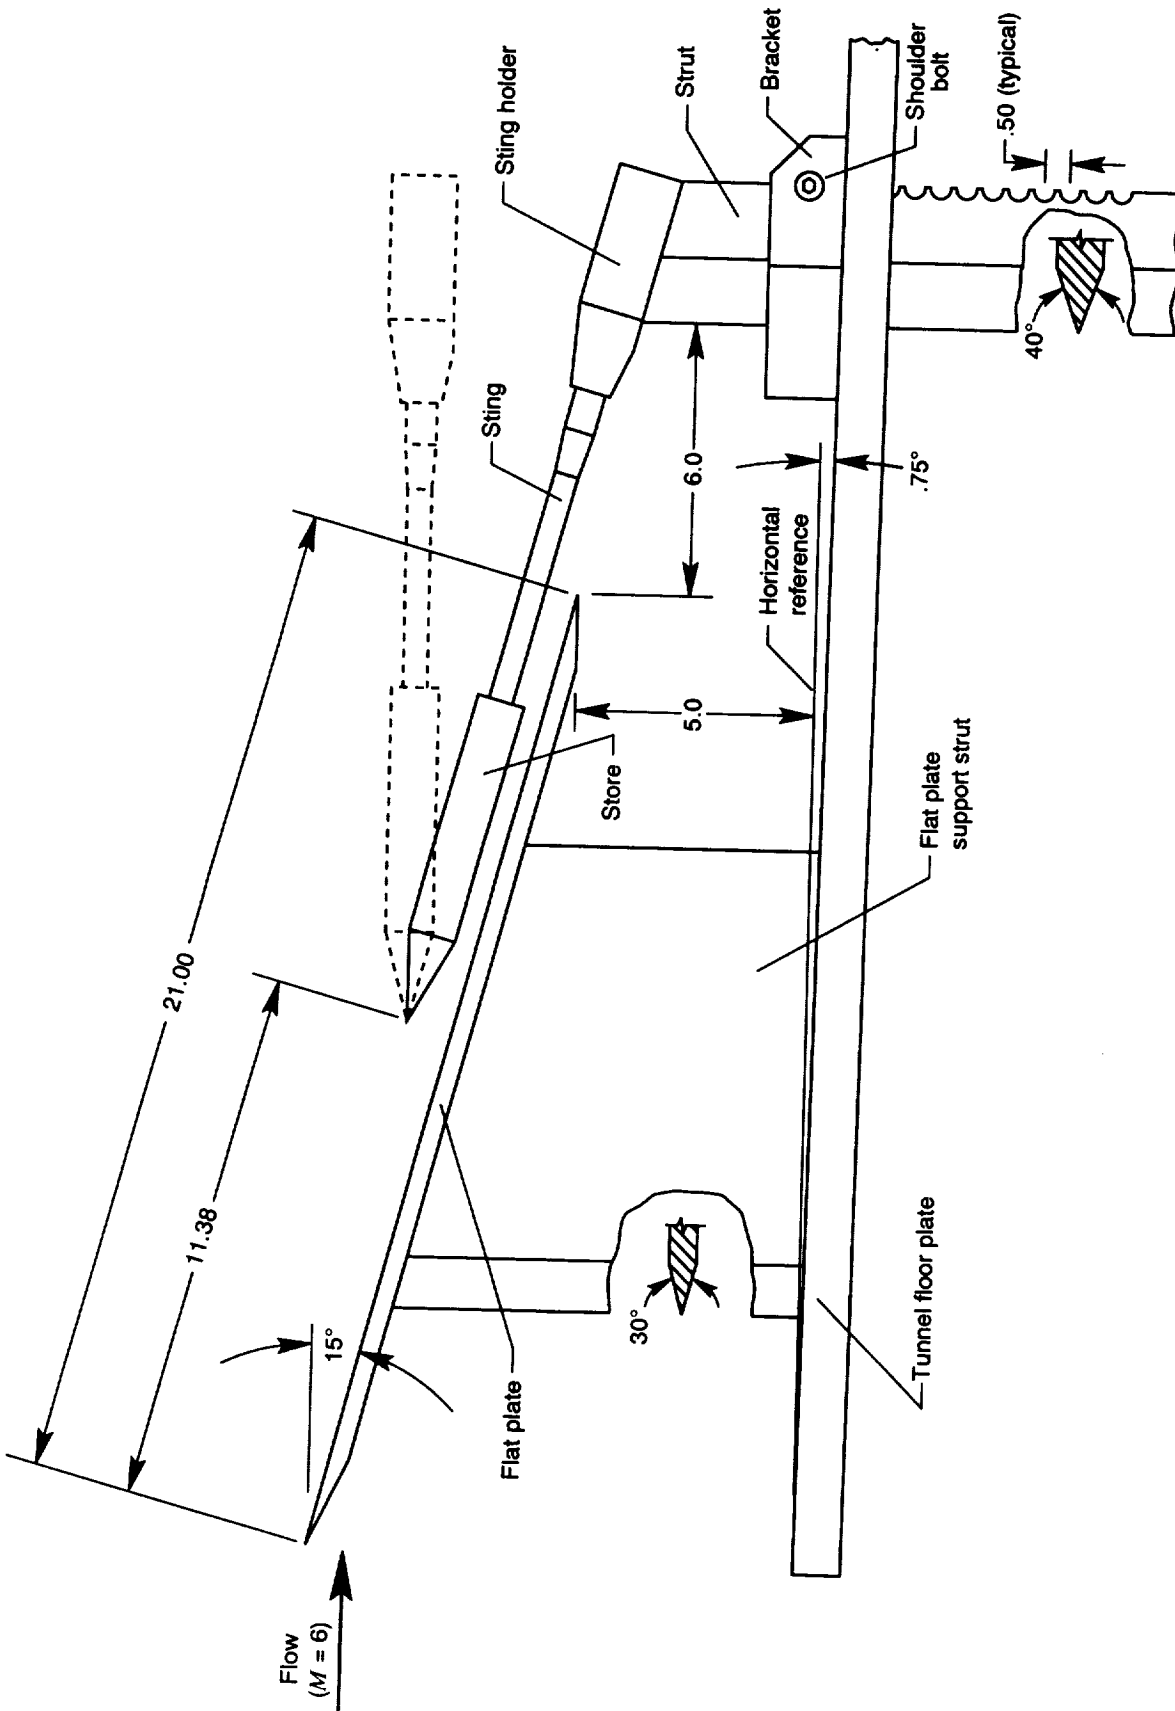 Flow
(M = 6)
21.00
11.38
15°
Flat plate
30°
Tunnel floor plate
Flat plate
support strut
Store
5.0
Horizontal
reference
.75°
6.0
Sting
Sting holder
Strut
Bracket
Shoulder
bolt
.50 (typical)
40°